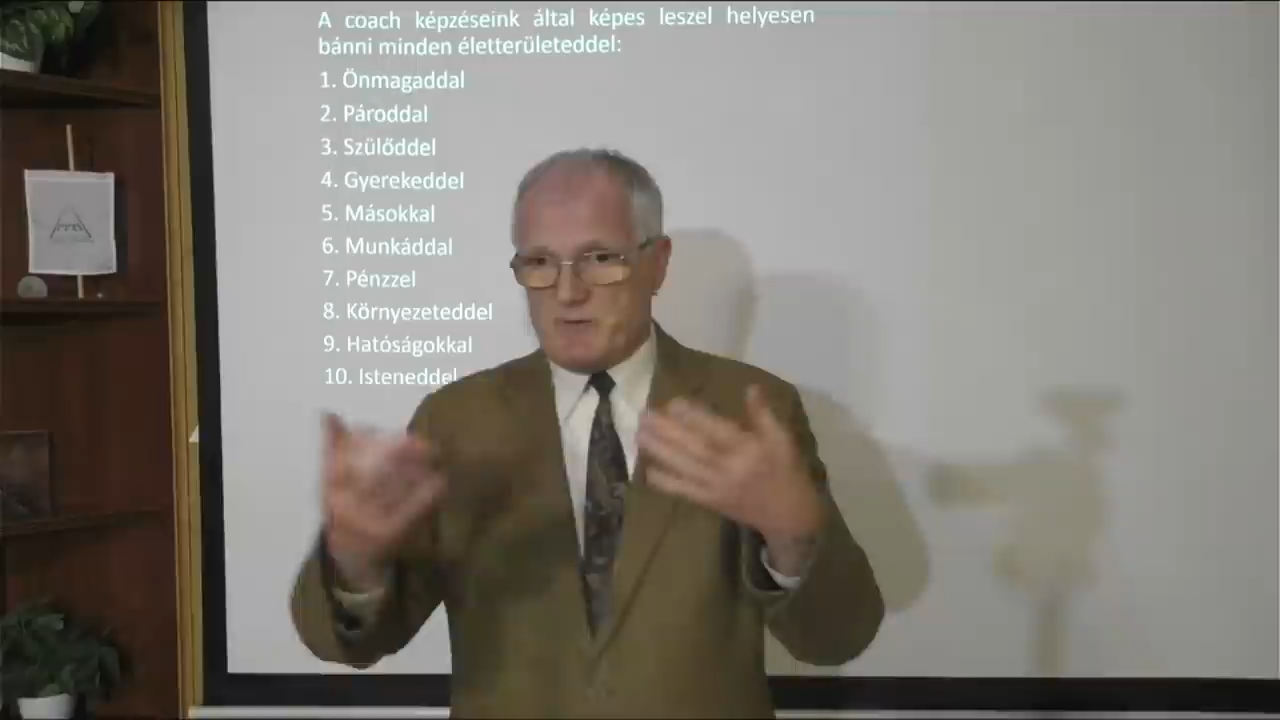 A coach képzéseink által képes leszel helyesen
bánni minden életterületeddel:
1. Önmagaddal
2. Pároddal
3. Szülőddel
4. Gyerekeddel
5. Másokkal
6. Munkáddal
7. Pénzzel
8. Környezeteddel
9. Hatóságokkal
10. Isteneddel